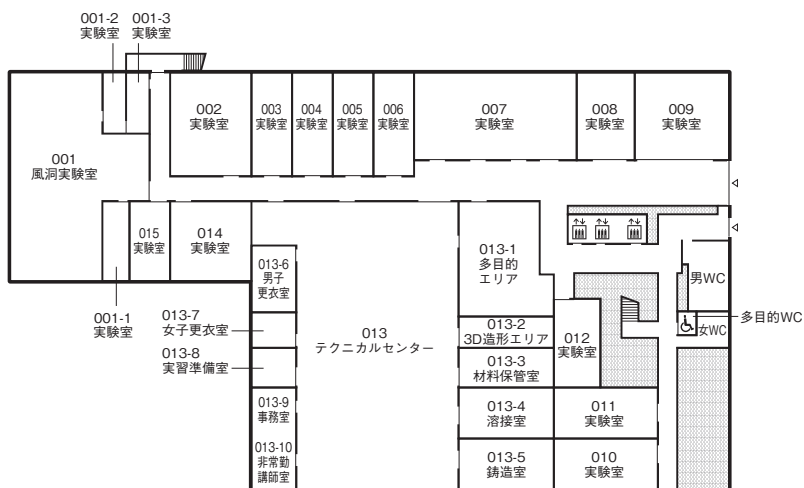 001-2
実験室
001-3
実験室
001
風洞実験室
002
実験室
003
実験室
004
実験室
005
実験室
006
実験室
007
実験室
008
実験室
009
実験室
015
実験室
014
実験室
001-1
実験室
013-6
男子
更衣室
013-7
女子更衣室
013-8
実習準備室
013-9
事務室
013-10
非常勤
講師室
013
テクニカルセンター
013-1
多目的
エリア
013-2
3D造形エリア
013-3
材料保管室
013-4
溶接室
013-5
鋳造室
012
実験室
011
実験室
010
実験室
男WC
多目的WC
女WC